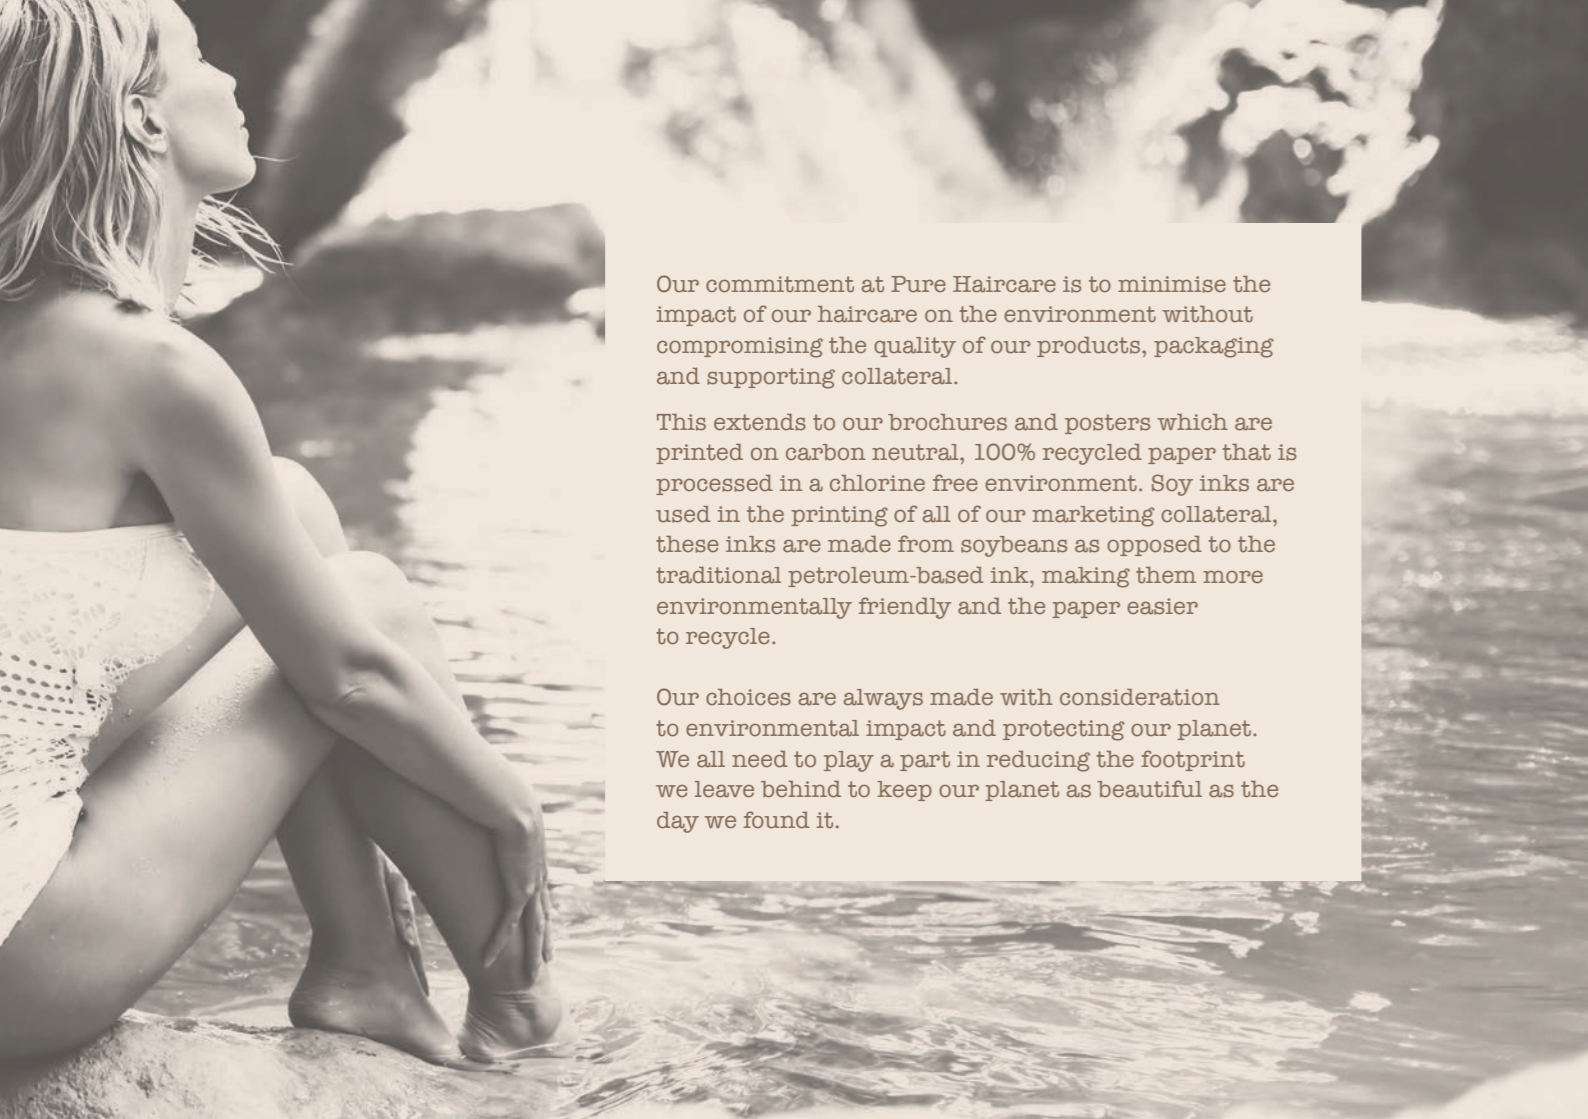 Our commitment at Pure Haircare is to minimise the
impact of our haircare on the environment without
compromising the quality of our products, packaging
and supporting collateral.
This extends to our brochures and posters which are
printed on carbon neutral, 100% recycled paper that is
processed in a chlorine free environment. Soy inks are
used in the printing of all of our marketing collateral,
these inks are made from soybeans as opposed to the
traditional petroleum-based ink, making them more
environmentally friendly and the paper easier
to recycle.
Our choices are always made with consideration
to environmental impact and protecting our planet.
We all need to play a part in reducing the footprint
we leave behind to keep our planet as beautiful as the
day we found it.